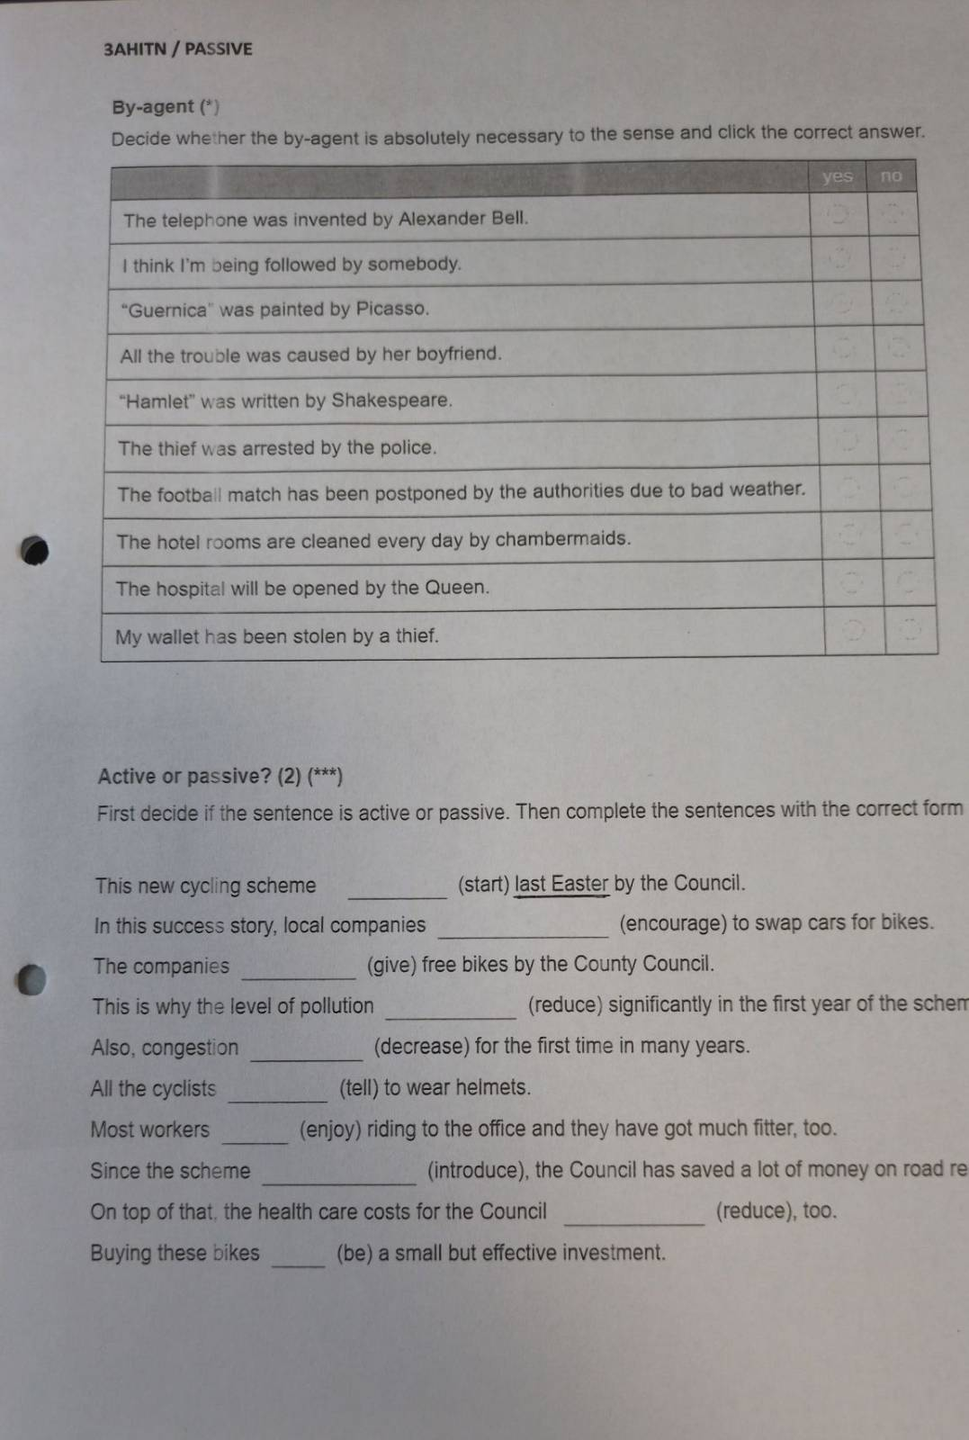 3AHITN / PASSIVE
By-agent (*)
Decide whether the by-agent is absolutely necessary to the sense and click the correct answer.
yes no
The telephone was invented by Alexander Bell.
I think I'm being followed by somebody.
“Guernica” was painted by Picasso.
All the trouble was caused by her boyfriend.
“Hamlet” was written by Shakespeare.
The thief was arrested by the police.
The football match has been postponed by the authorities due to bad weather.
The hotel rooms are cleaned every day by chambermaids.
The hospital will be opened by the Queen.
My wallet has been stolen by a thief.
Active or passive? (2) (***)
First decide if the sentence is active or passive. Then complete the sentences with the correct form
This new cycling scheme __________ (start) last Easter by the Council.
In this success story, local companies __________ (encourage) to swap cars for bikes.
The companies __________ (give) free bikes by the County Council.
This is why the level of pollution __________ (reduce) significantly in the first year of the schem
Also, congestion __________ (decrease) for the first time in many years.
All the cyclists __________ (tell) to wear helmets.
Most workers ______ (enjoy) riding to the office and they have got much fitter, too.
Since the scheme __________ (introduce), the Council has saved a lot of money on road re
On top of that, the health care costs for the Council __________ (reduce), too.
Buying these bikes _____ (be) a small but effective investment.